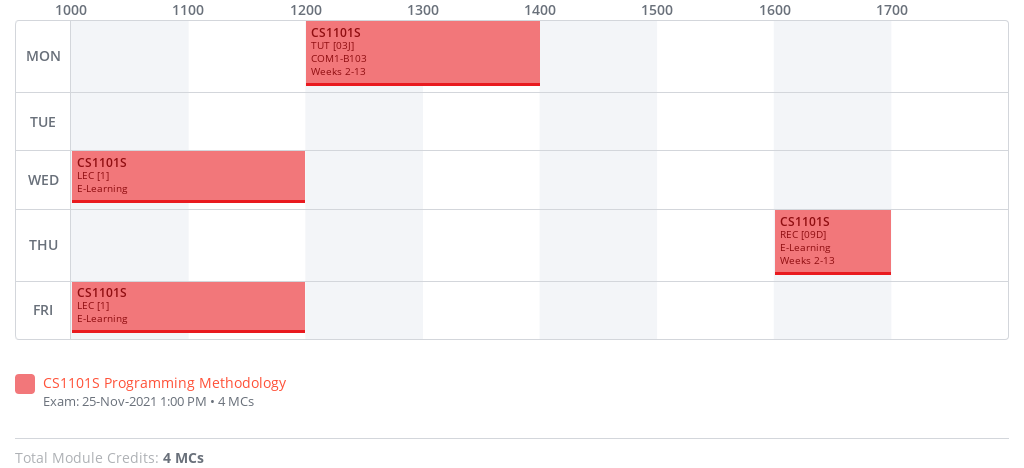 1000 1100 1200 1300 1400 1500 1600 1700
MON
CS1101S
TUT [03J]
COM1-B103
Weeks 2-13
TUE
WED
CS1101S
LEC [1]
E-Learning
THU
CS1101S
REC [09D]
E-Learning
Weeks 2-13
FRI
CS1101S
LEC [1]
E-Learning
CS1101S Programming Methodology
Exam: 25-Nov-2021 1:00 PM • 4 MCs
Total Module Credits: 4 MCs